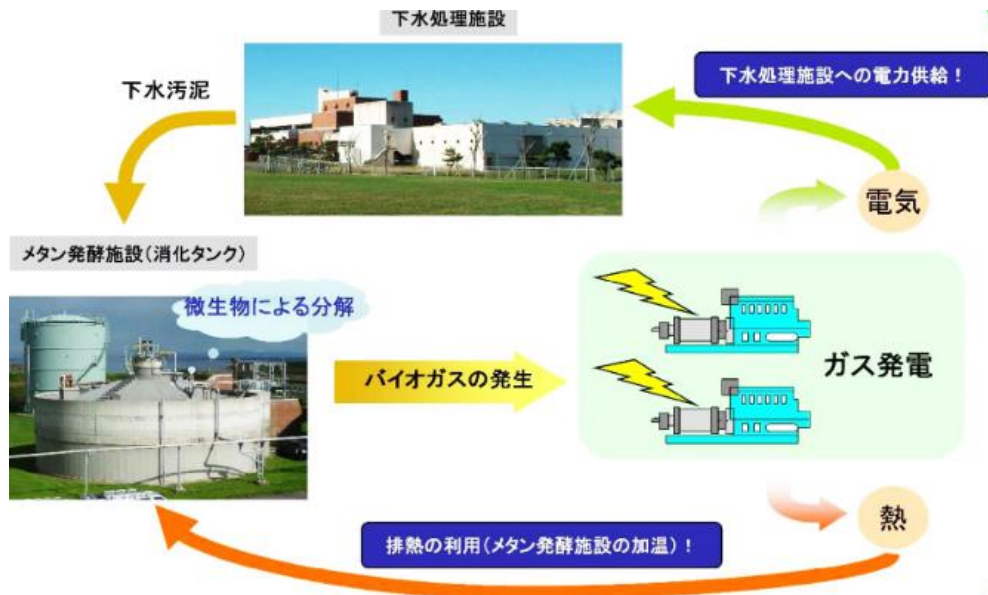 下水処理施設
下水処理施設への電力供給！
下水汚泥
電気
メタン発酵施設(消化タンク)
微生物による分解
バイオガスの発生
ガス発電
熱
排熱の利用(メタン発酵施設の加温)！